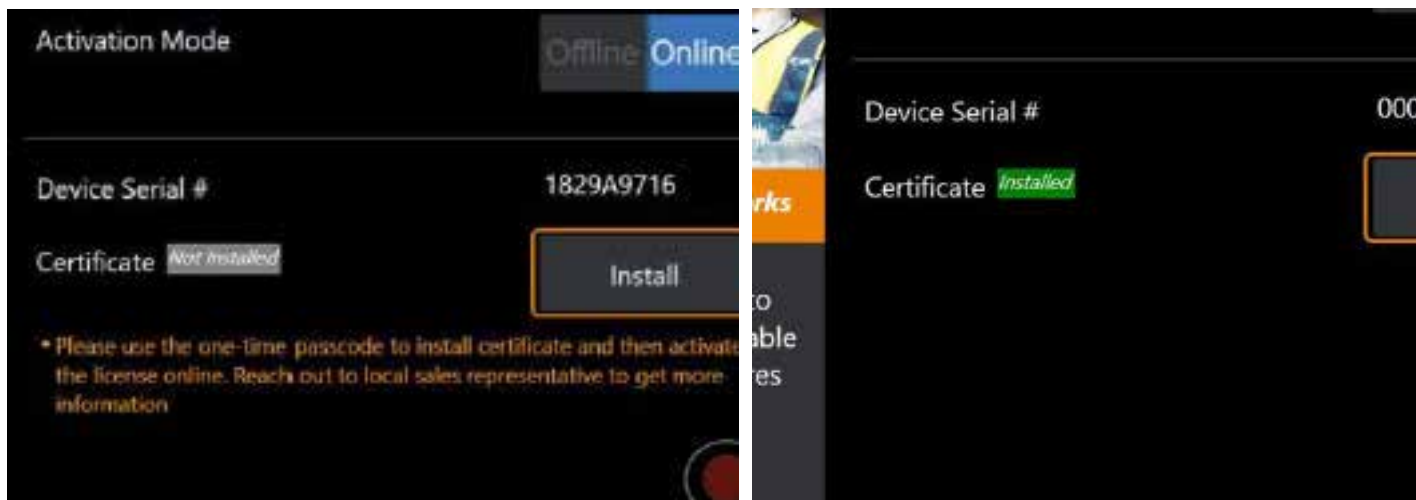 Activation Mode
Offline Online
Device Serial #
1829A9716
Certificate Not Installed
Install
* Please use the one-time passcode to install certificate and then activate
the license online. Reach out to local sales representative to get more
information
Device Serial #
000
Certificate Installed
rks
to
able
res